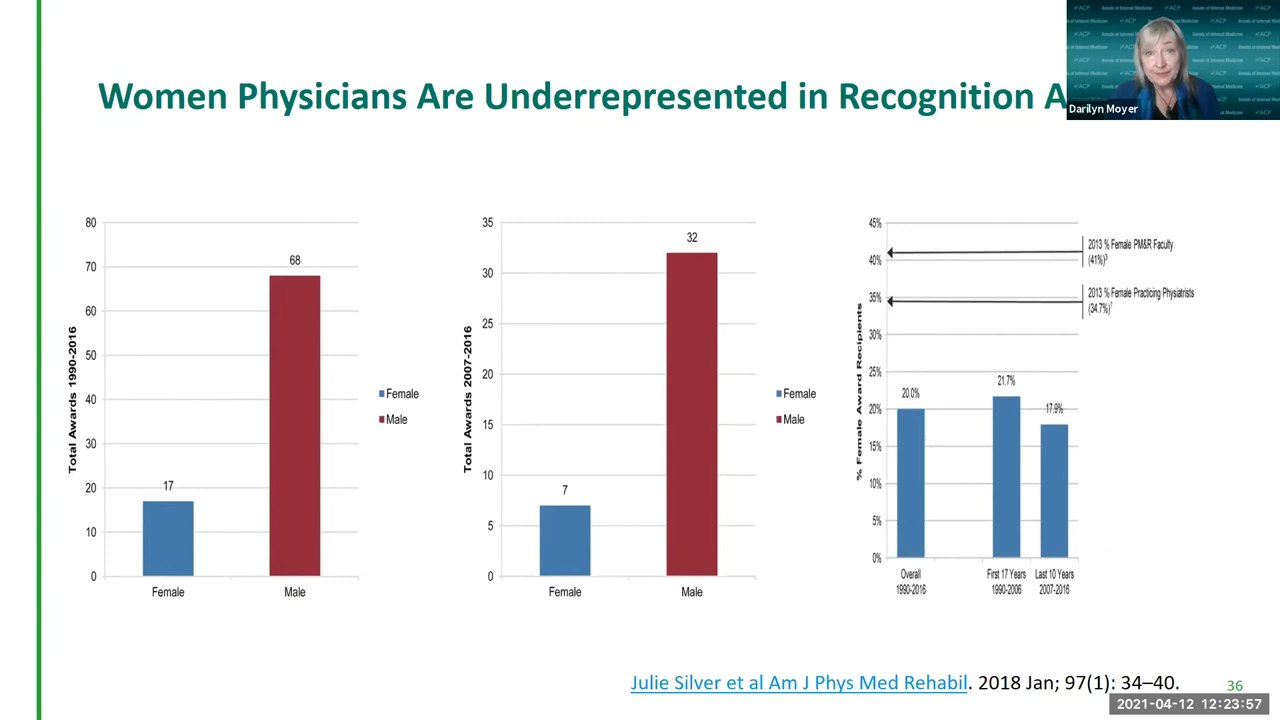 Women Physicians Are Underrepresented in Recognition
Darilyn Moyer
Total Awards 1990-2016
80
70
60
50
40
30
20
10
0
17
68
Female
Male
Female
Male
Total Awards 2007-2016
35
30
25
20
15
10
5
0
7
32
Female
Male
Female
Male
% Female Award Recipients
45%
40%
35%
30%
25%
20%
15%
10%
5%
0%
2013 % Female PM&R Faculty
(41%)³
2013 % Female Practicing Physiatrists
(34.7%)⁷
20.0%
21.7%
17.9%
Overall
1990-2016
First 17 Years
1990-2006
Last 10 Years
2007-2016
Julie Silver et al Am J Phys Med Rehabil. 2018 Jan; 97(1): 34–40.
36
2021-04-12 12:23:57